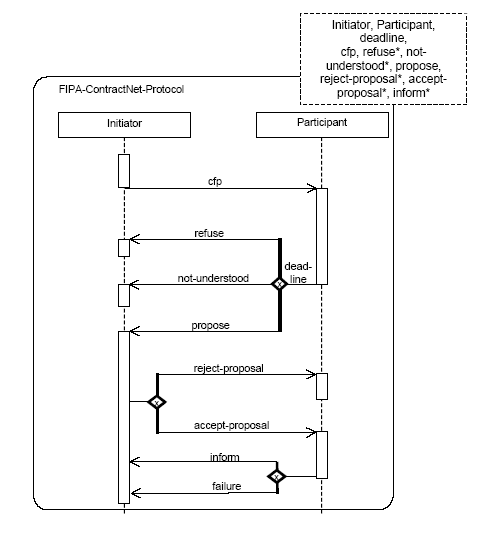 Initiator, Participant,
deadline,
cfp, refuse*, not-
understood*, propose,
reject-proposal*, accept-
proposal*, inform*
FIPA-ContractNet-Protocol
Initiator
Participant
cfp
refuse
dead-
line
not-understood
x
propose
reject-proposal
x
accept-proposal
inform
x
failure